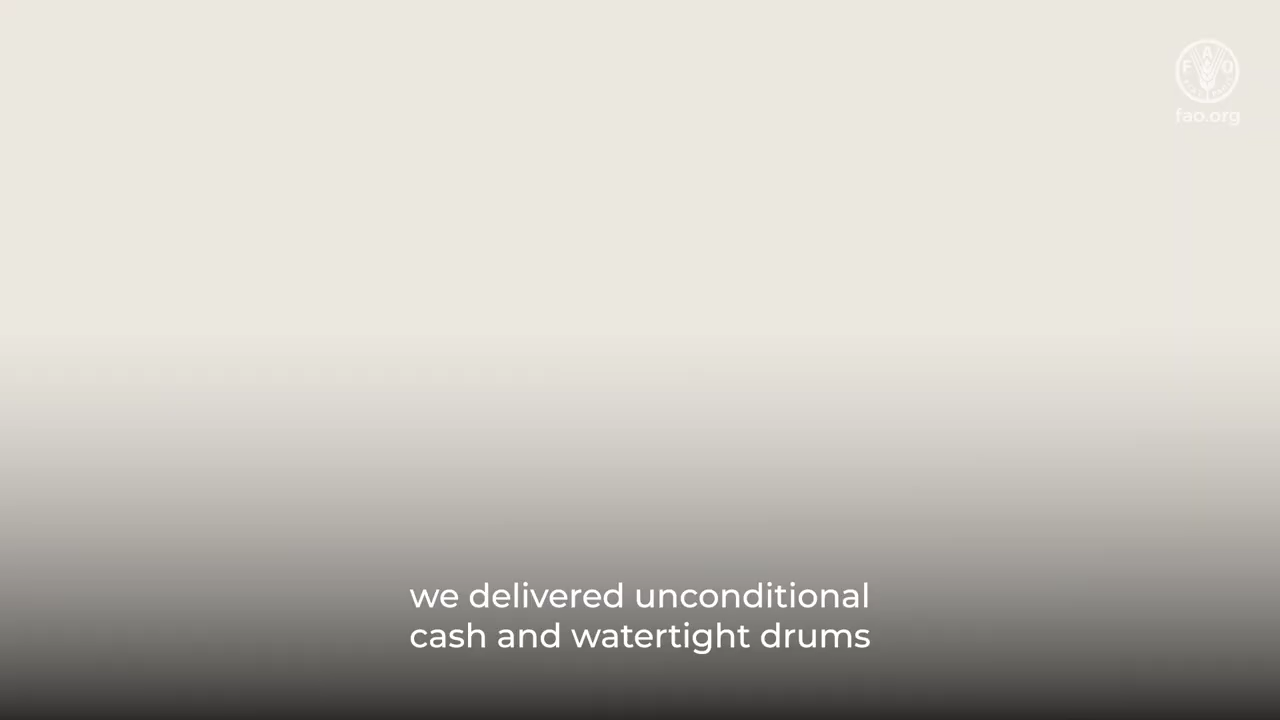 F A O
fao.org
we delivered unconditional
cash and watertight drums